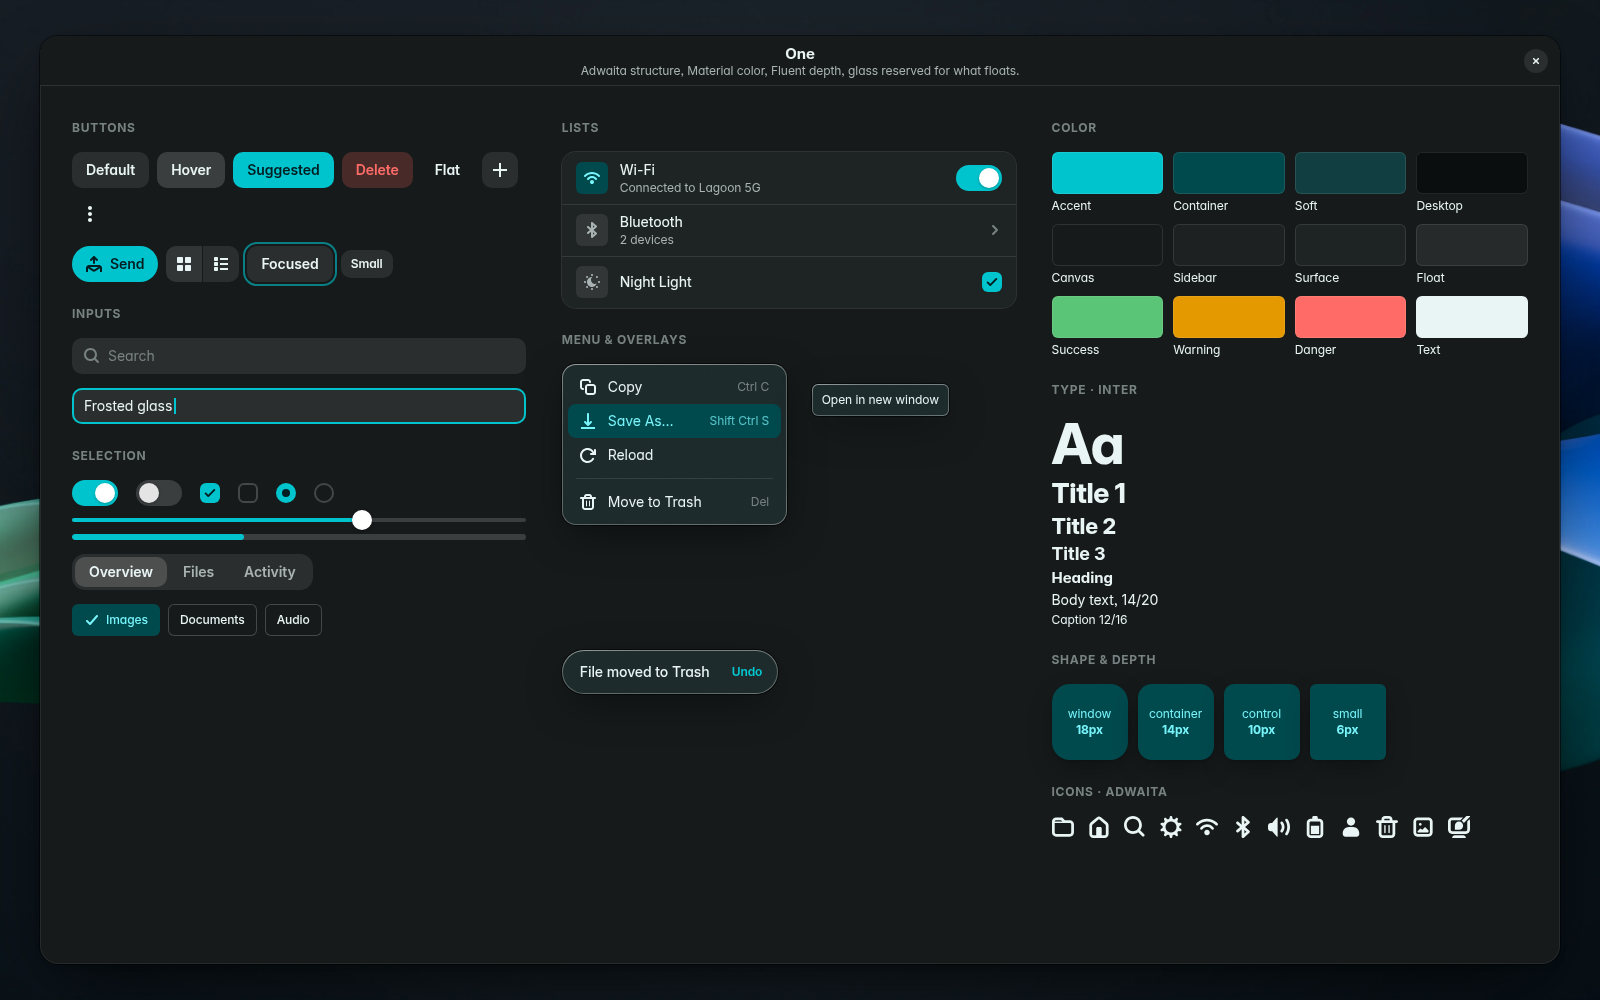 One
Adwaita structure, Material color, Fluent depth, glass reserved for what floats.
BUTTONS
Default
Hover
Suggested
Delete
Flat
Send
Focused
Small
INPUTS
Search
Frosted glass
SELECTION
Overview
Files
Activity
Images
Documents
Audio
LISTS
Wi-Fi
Connected to Lagoon 5G
Bluetooth
2 devices
Night Light
MENU & OVERLAYS
Copy Ctrl C
Save As... Shift Ctrl S
Reload
Move to Trash Del
Open in new window
File moved to Trash Undo
COLOR
Accent
Container
Soft
Desktop
Canvas
Sidebar
Surface
Float
Success
Warning
Danger
Text
TYPE · INTER
Aa
Title 1
Title 2
Title 3
Heading
Body text, 14/20
Caption 12/16
SHAPE & DEPTH
window
18px
container
14px
control
10px
small
6px
ICONS · ADWAITA